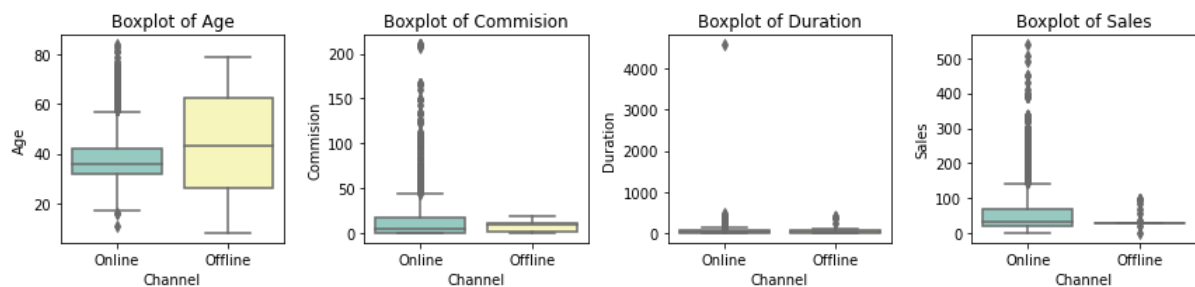 Boxplot of Age
80
60
40
20
Age
Online
Offline
Channel
Boxplot of Commision
200
150
100
50
0
Commision
Online
Offline
Channel
Boxplot of Duration
4000
3000
2000
1000
0
Duration
Online
Offline
Channel
Boxplot of Sales
500
400
300
200
100
0
Sales
Online
Offline
Channel